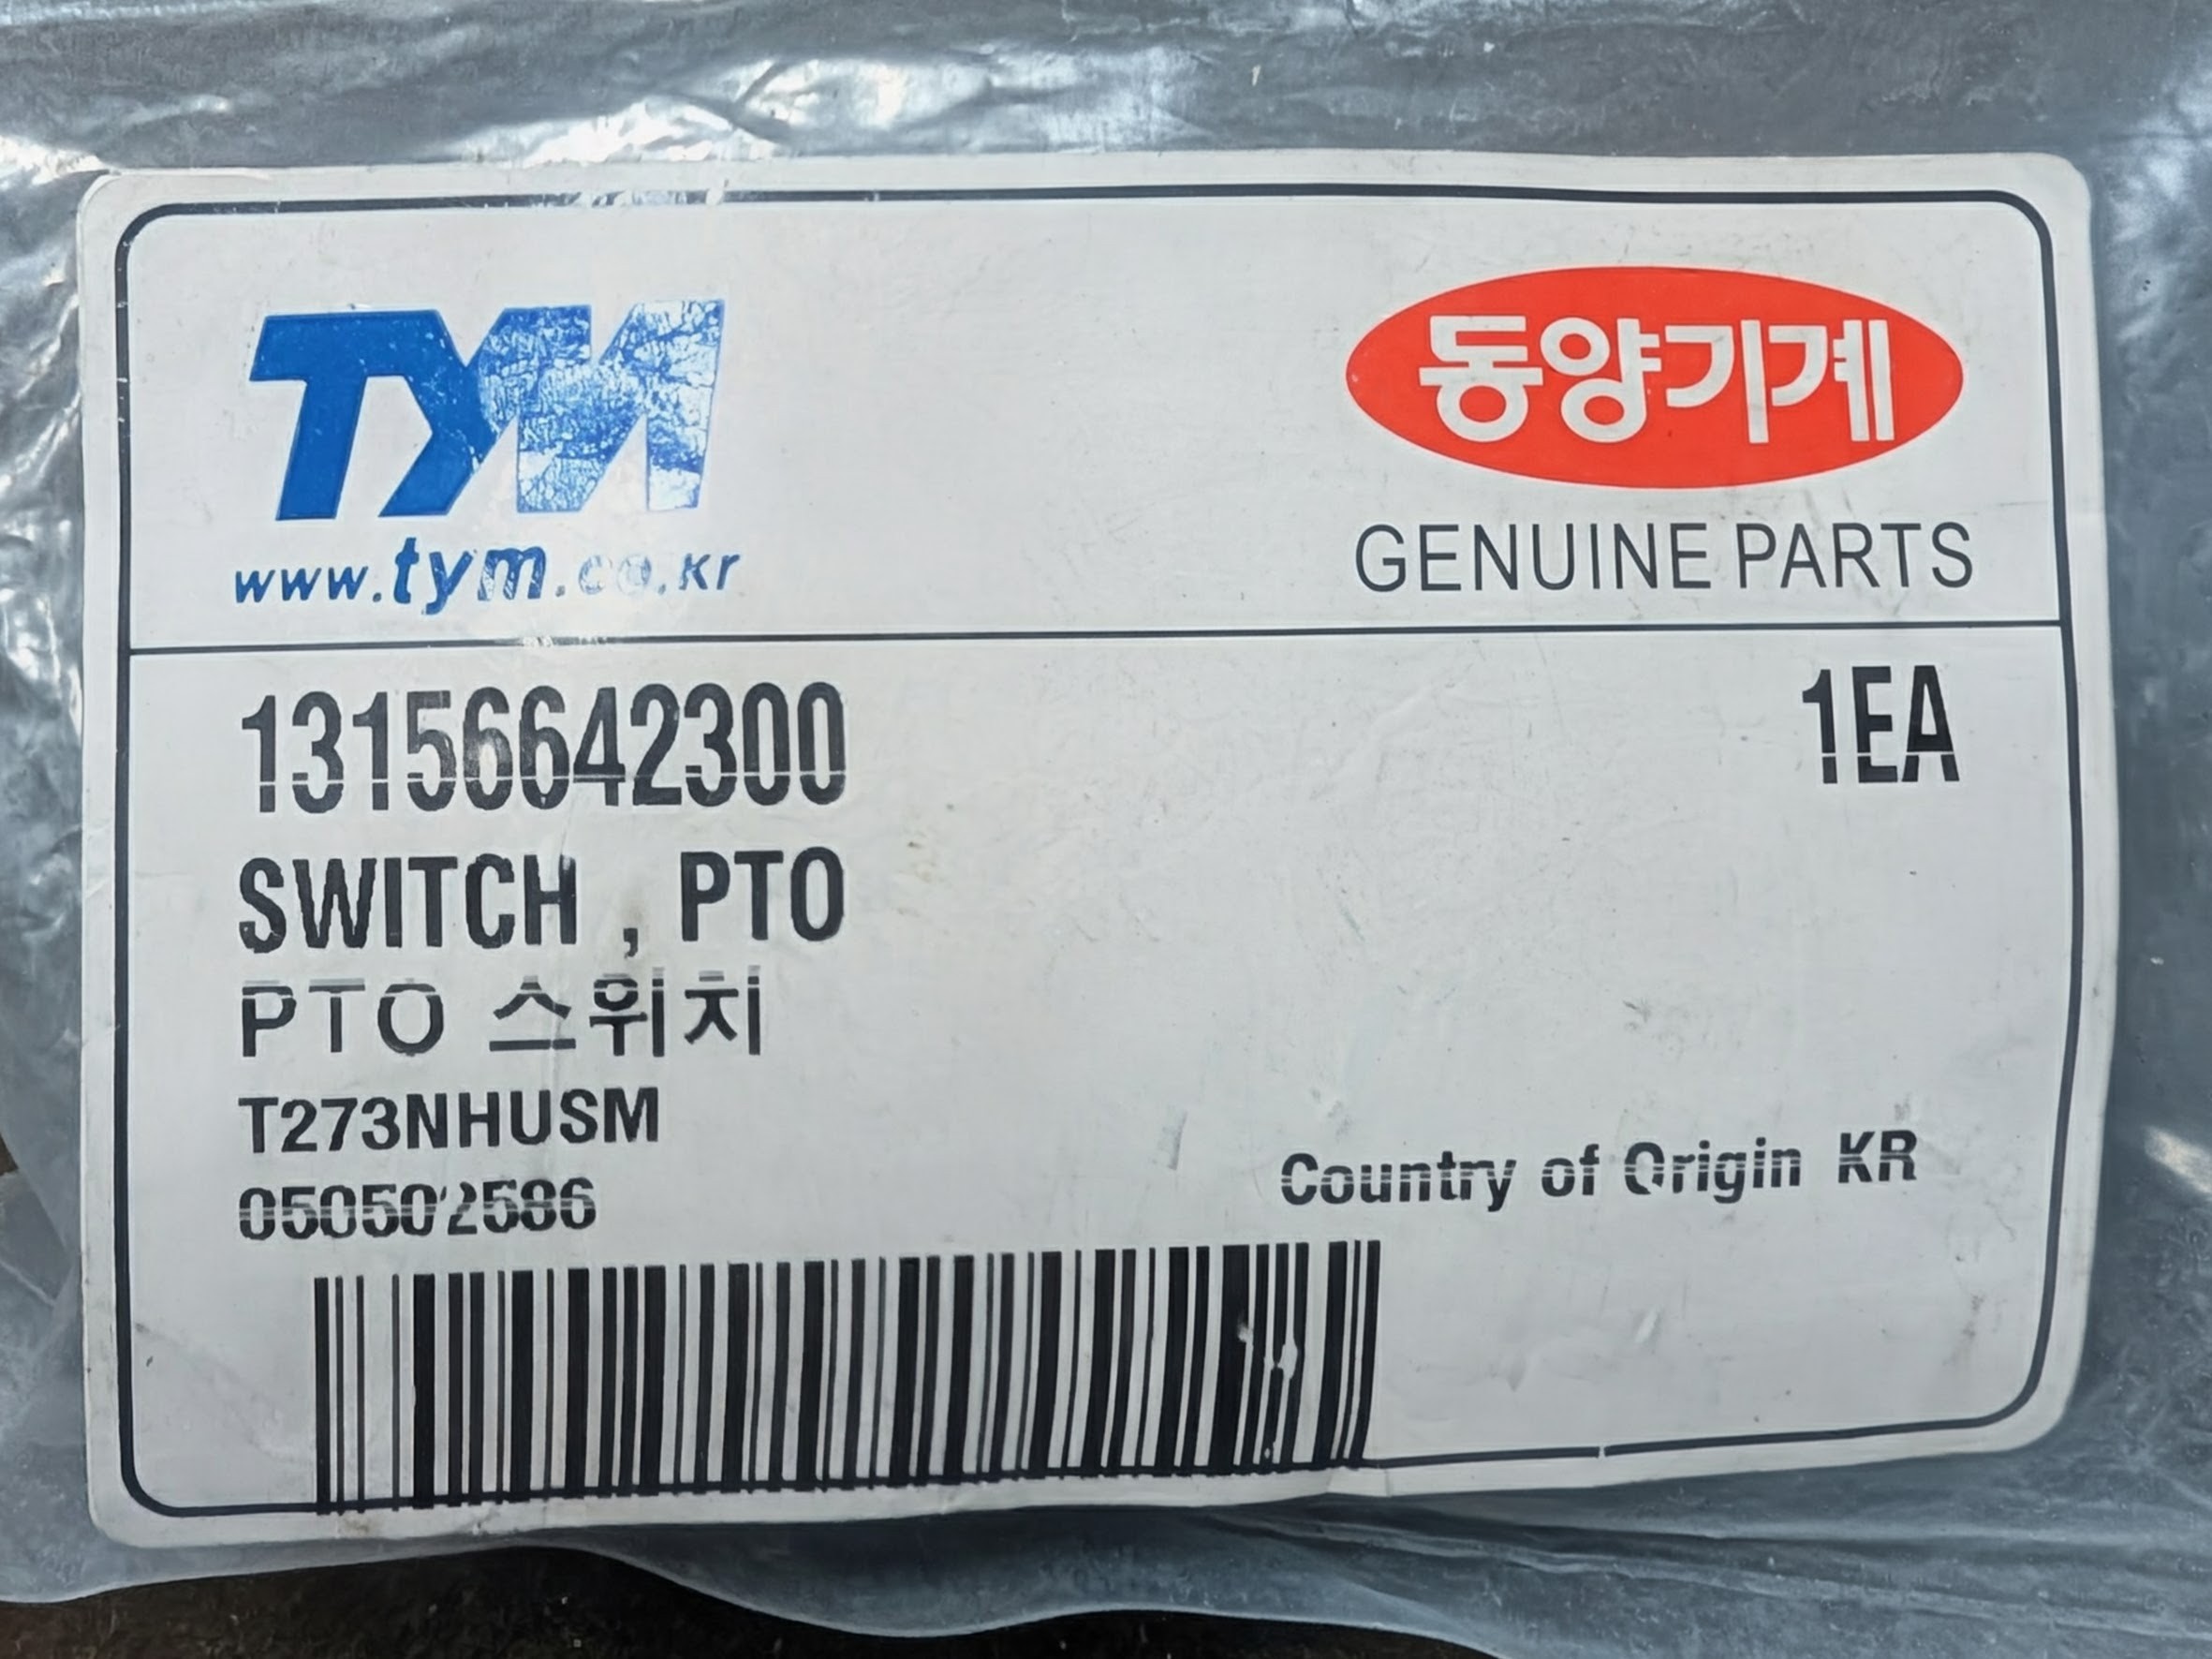 TYM
www.tym.co.kr
동양기계
GENUINE PARTS
13156642300
1EA
SWITCH , PTO
PTO 스위치
T273NHUSM
050502586
Country of Origin KR